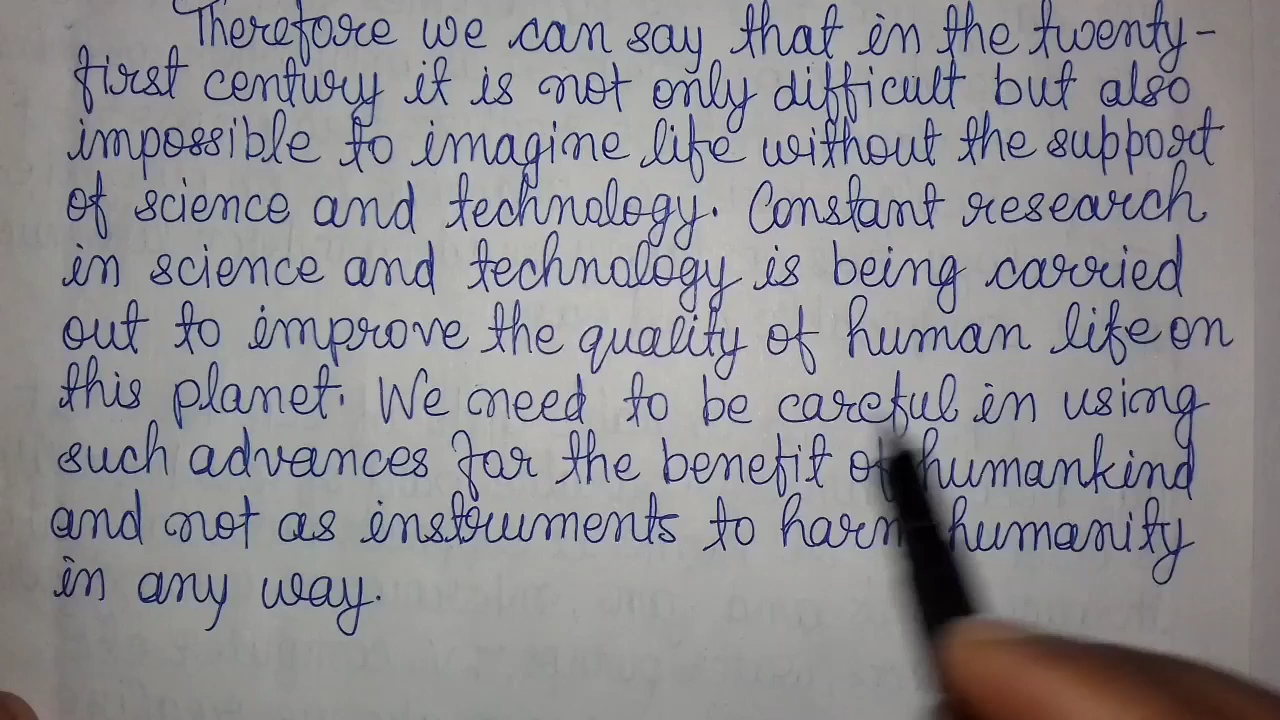 Therefore we can say that in the twenty-
first century it is not only difficult but also
impossible to imagine life without the support
of science and technology. Constant research
in science and technology is being carried
out to improve the quality of human life on
this planet. We need to be careful in using
such advances for the benefit of humankind
and not as instruments to harm humanity
in any way.